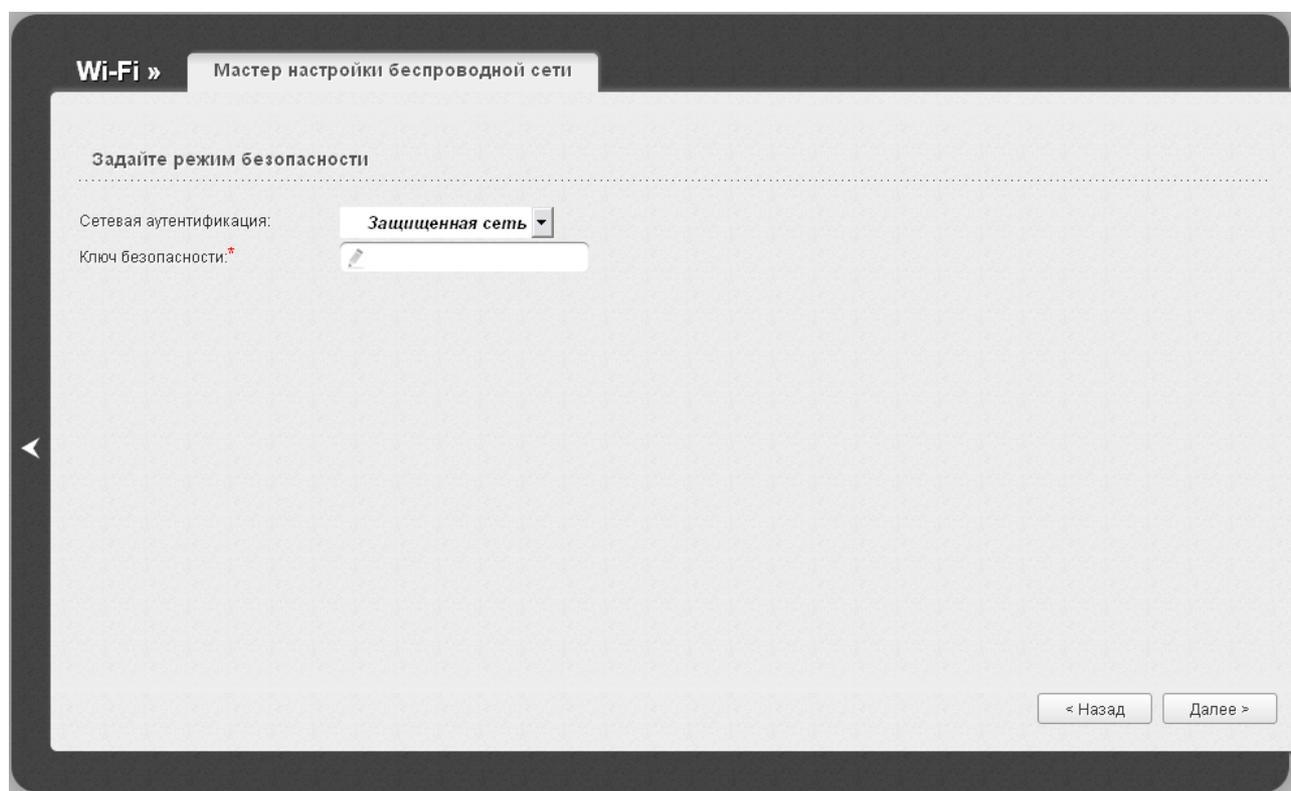 Wi-Fi » Мастер настройки беспроводной сети
Задайте режим безопасности
Сетевая аутентификация: Защищенная сеть
Ключ безопасности:*
< Назад Далее >